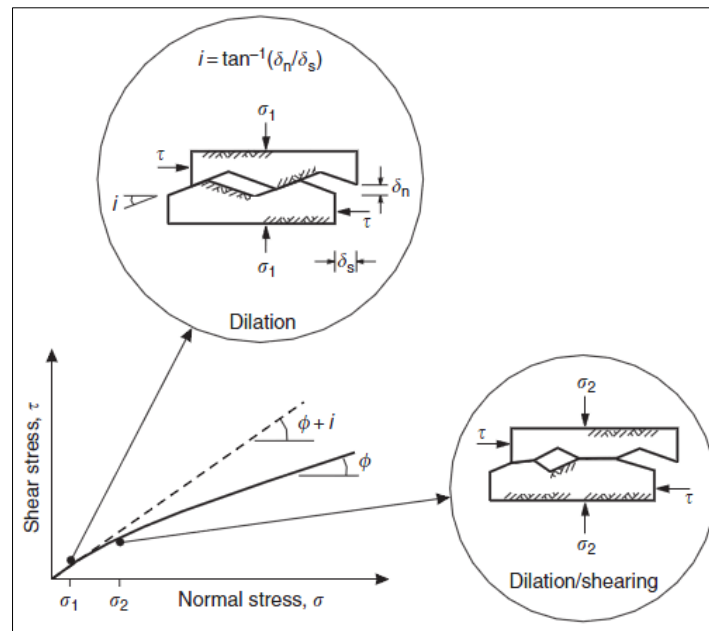 i = tan⁻¹(δₙ/δₛ)
σ₁
τ
δₙ
i
τ
σ₁
δₛ
Dilation
Shear stress, τ
ϕ + i
ϕ
σ₁ σ₂ Normal stress, σ
σ₂
τ
τ
σ₂
Dilation/shearing